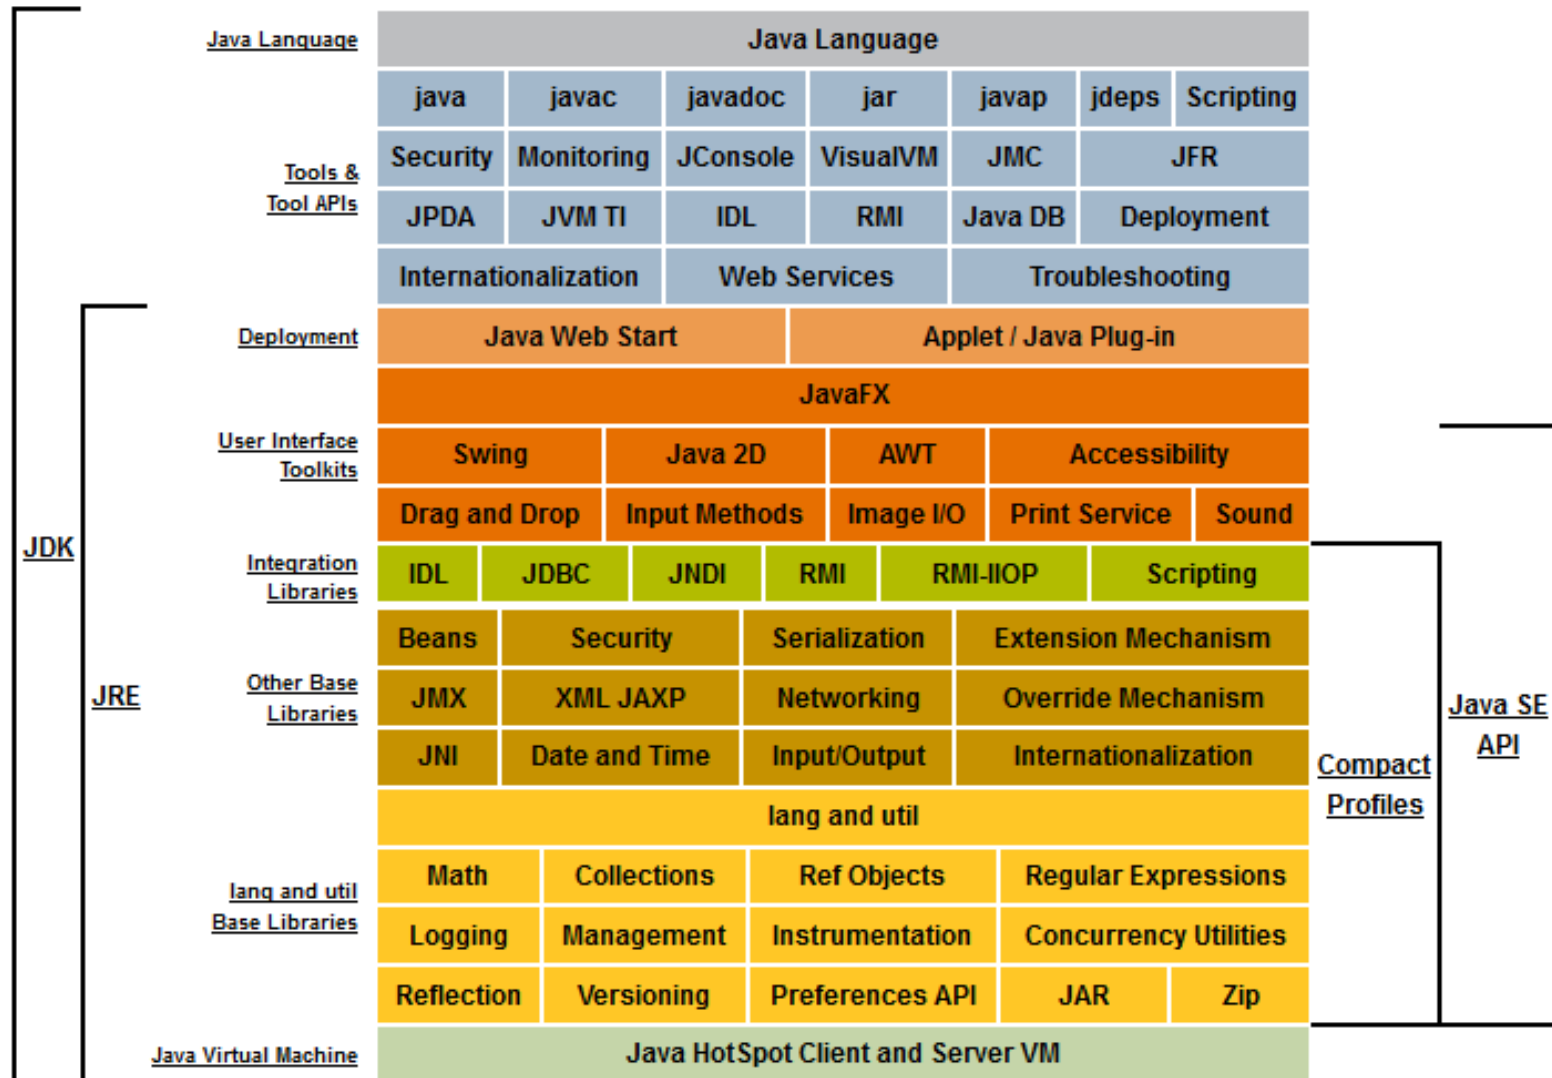 Java Language
Java Language
java javac javadoc jar javap jdeps Scripting
Security Monitoring JConsole VisualVM JMC JFR
Tools &
Tool APIs
JPDA JVM TI IDL RMI Java DB Deployment
Internationalization Web Services Troubleshooting
Deployment
Java Web Start Applet / Java Plug-in
JavaFX
User Interface
Toolkits
Swing Java 2D AWT Accessibility
Drag and Drop Input Methods Image I/O Print Service Sound
JDK
Integration
Libraries
IDL JDBC JNDI RMI RMI-IIOP Scripting
Beans Security Serialization Extension Mechanism
JRE
Other Base
Libraries
JMX XML JAXP Networking Override Mechanism
Java SE
API
JNI Date and Time Input/Output Internationalization
Compact
Profiles
lang and util
lang and util
Base Libraries
Math Collections Ref Objects Regular Expressions
Logging Management Instrumentation Concurrency Utilities
Reflection Versioning Preferences API JAR Zip
Java Virtual Machine
Java HotSpot Client and Server VM